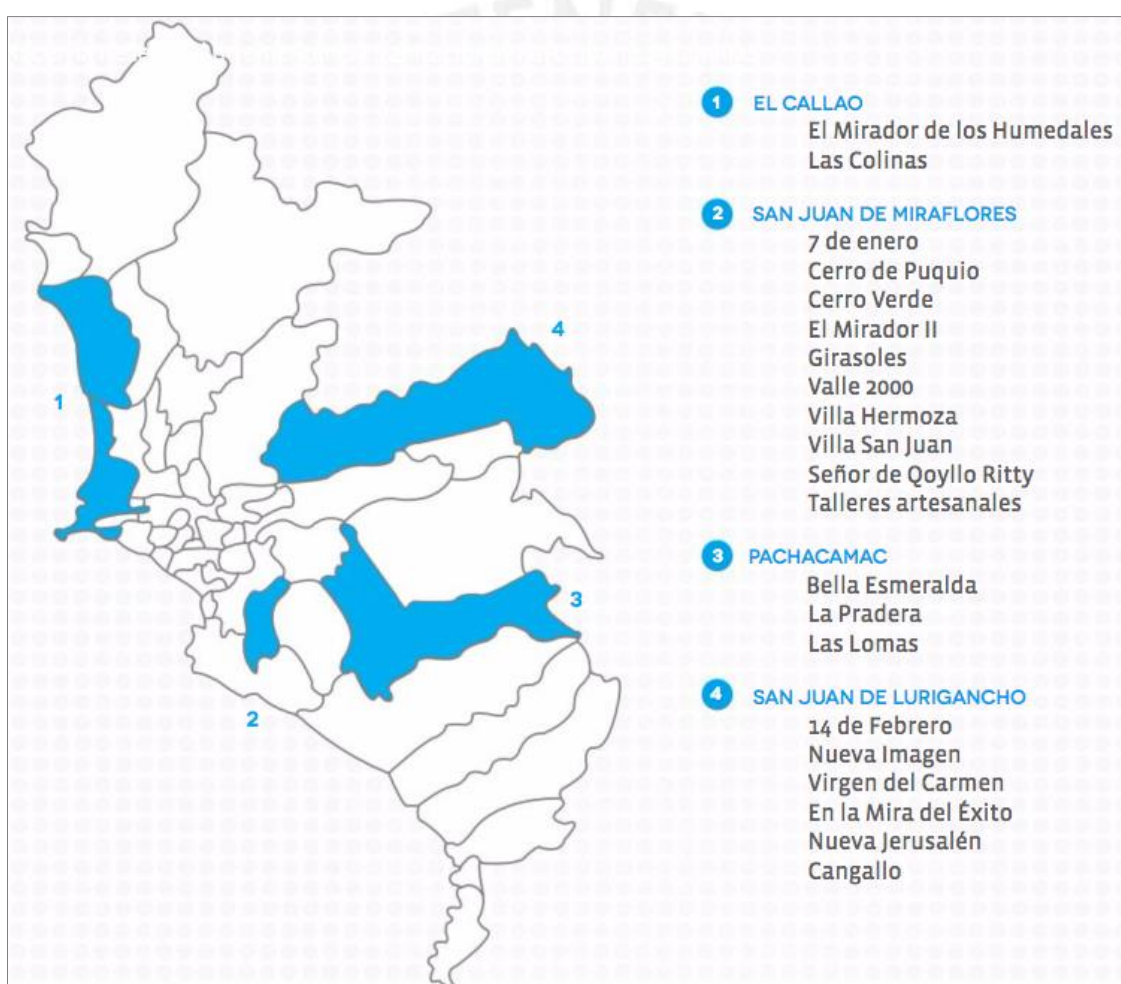 1 EL CALLAO
El Mirador de los Humedales
Las Colinas
2 SAN JUAN DE MIRAFLORES
7 de enero
Cerro de Puquio
Cerro Verde
El Mirador II
Girasoles
Valle 2000
Villa Hermoza
Villa San Juan
Señor de Qoyllo Ritty
Talleres artesanales
3 PACHACAMAC
Bella Esmeralda
La Pradera
Las Lomas
4 SAN JUAN DE LURIGANCHO
14 de Febrero
Nueva Imagen
Virgen del Carmen
En la Mira del Éxito
Nueva Jerusalén
Cangallo
4
1
3
2